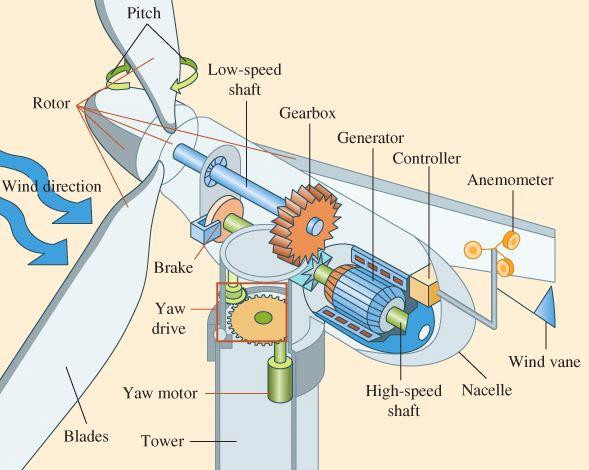 Pitch
Low-speed
shaft
Rotor
Gearbox
Generator
Controller
Anemometer
Wind direction
Brake
Yaw
drive
Wind vane
Yaw motor
High-speed
shaft
Nacelle
Blades
Tower